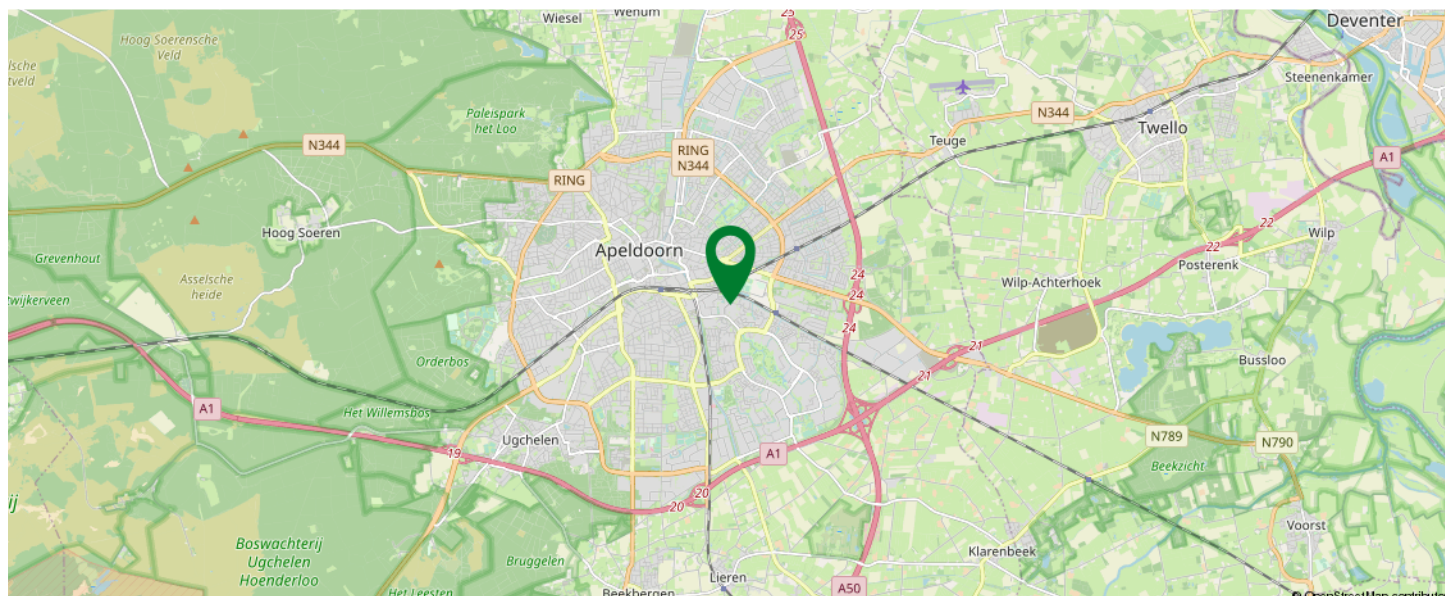 Wiesel
Wenum
25
25
Deventer
Hoog Soerensche
Veld
Steenenkamer
Paleispark
het Loo
N344
N344
Twello
Teuge
RING
N344
A1
RING
Hoog Soeren
22
22
Wilp
Grevenhout
Apeldoorn
Posterenk
Asselsche
heide
24
24
24
Wilp-Achterhoek
21
21
Bussloo
Orderbos
A1
Het Willemsbos
Ugchelen
19
A1
N789
N790
Beekzicht
20
20
Boswachterij
Ugchelen
Hoenderloo
Voorst
Klarenbeek
Bruggelen
Lieren
A50
Beekbergen
Het Leesten